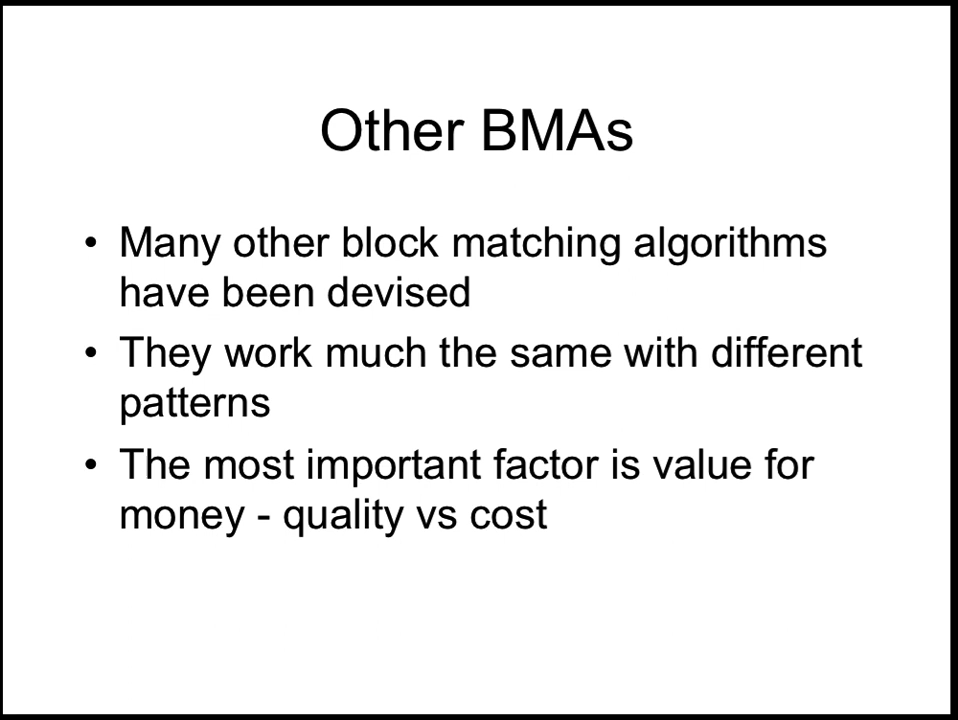 Other BMAs
• Many other block matching algorithms
have been devised
• They work much the same with different
patterns
• The most important factor is value for
money - quality vs cost